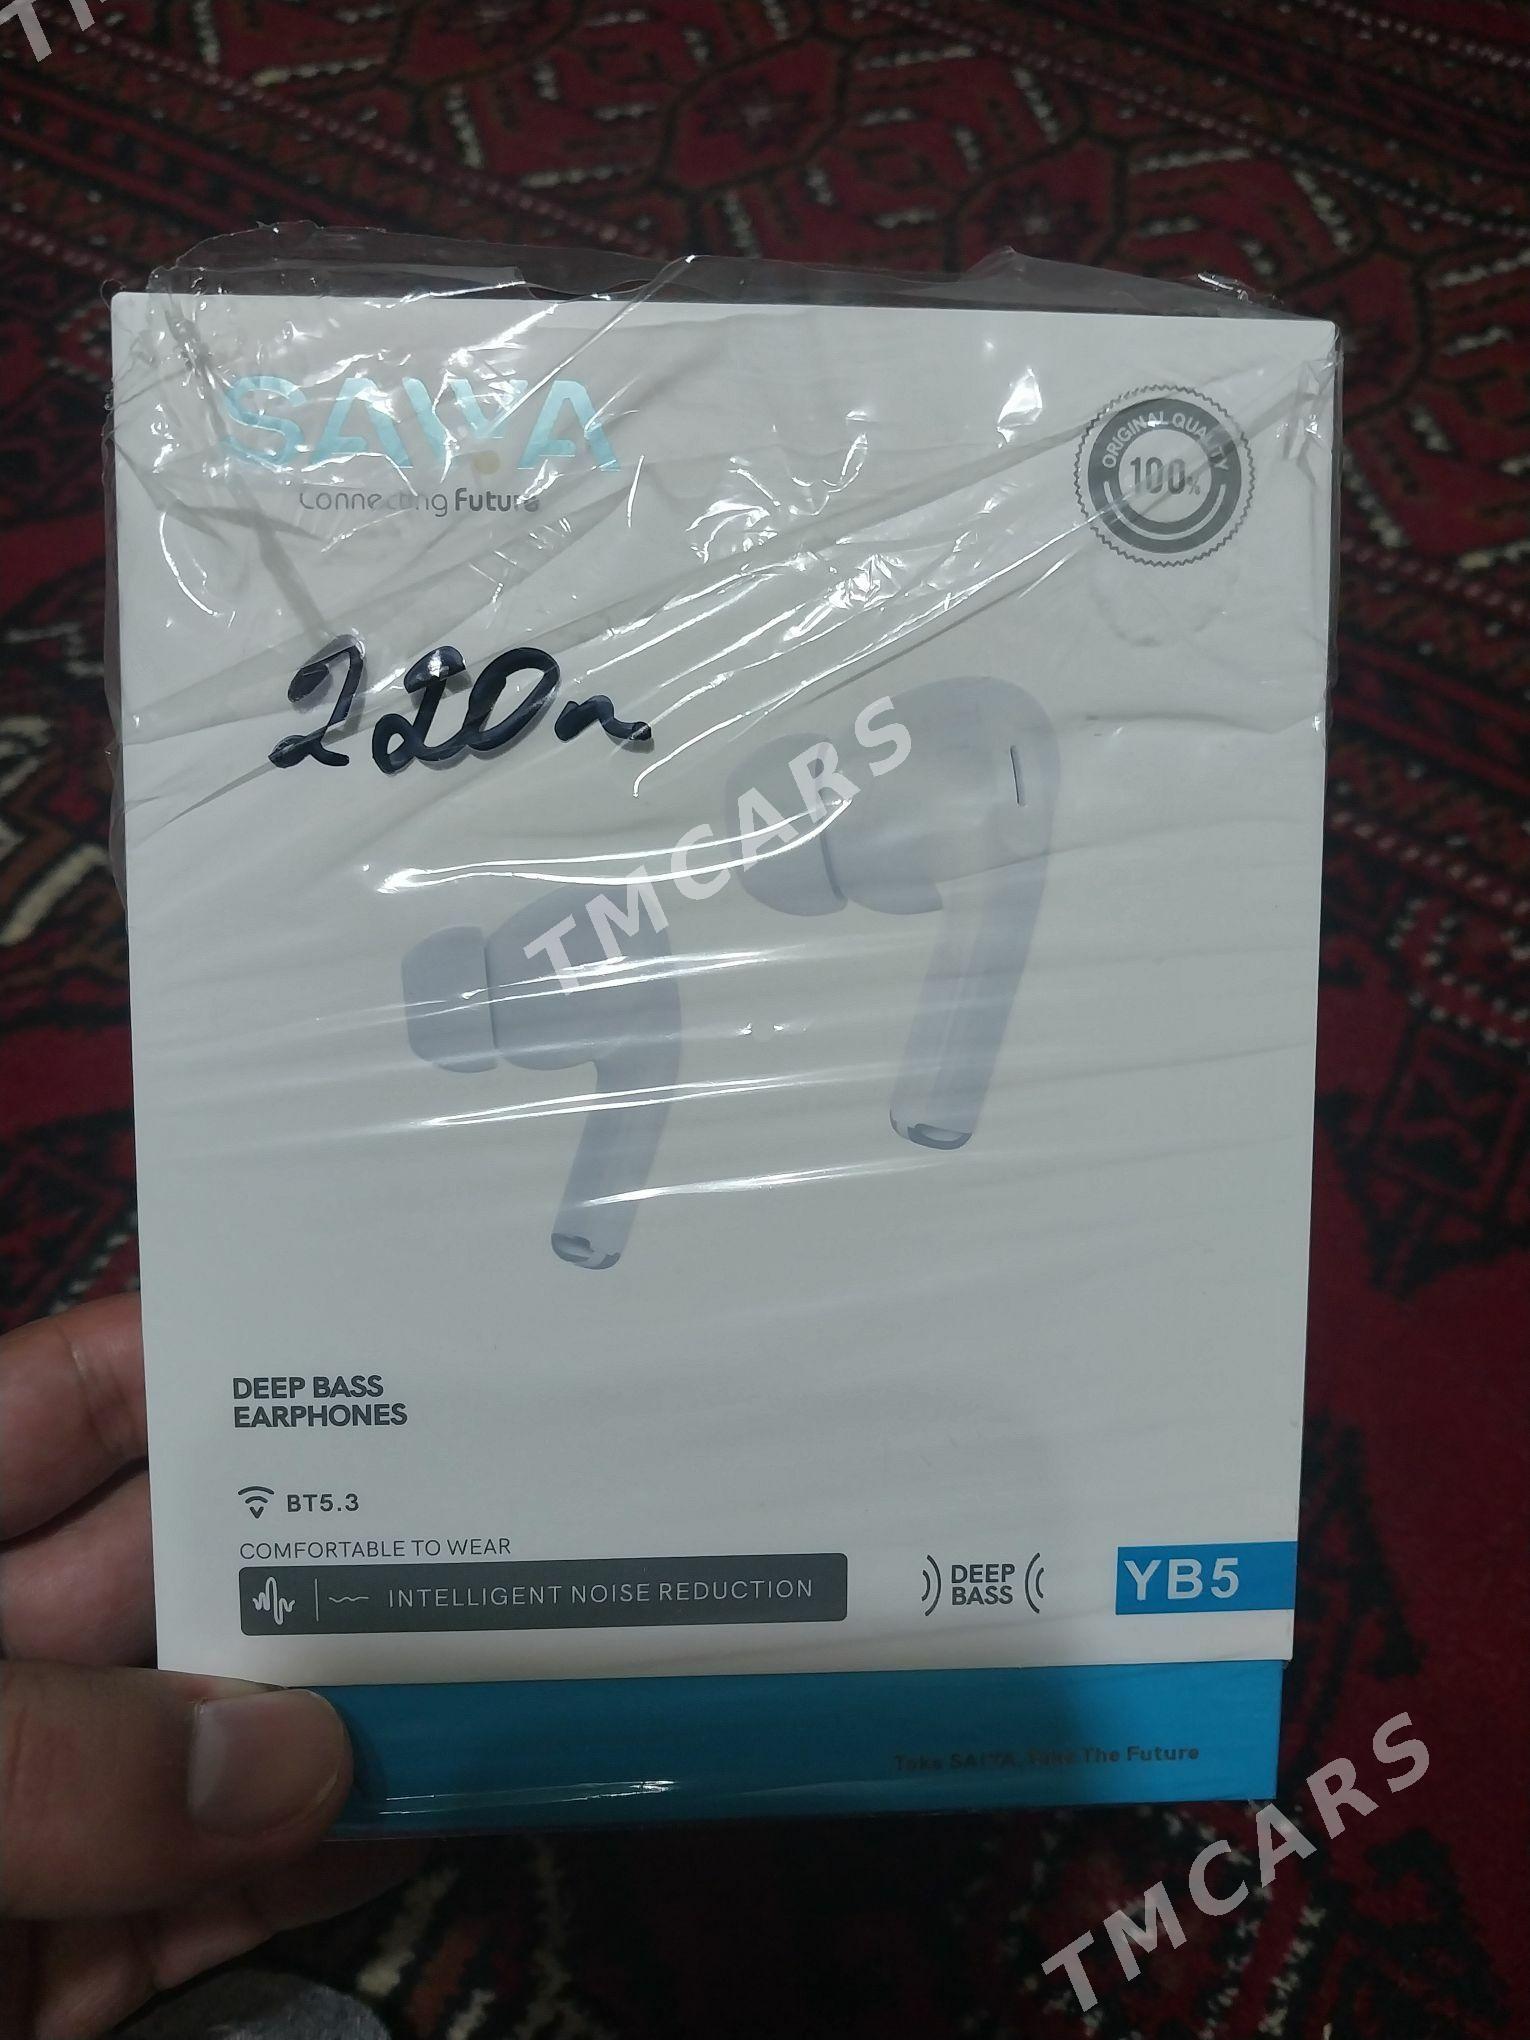 SAIYA
Connecting Future
ORIGINAL QUALITY
100%
220м
TMCARS
DEEP BASS
EARPHONES
BT5.3
COMFORTABLE TO WEAR
INTELLIGENT NOISE REDUCTION
DEEP
BASS
YB5
Take SAIYA, Take The Future
TMCARS